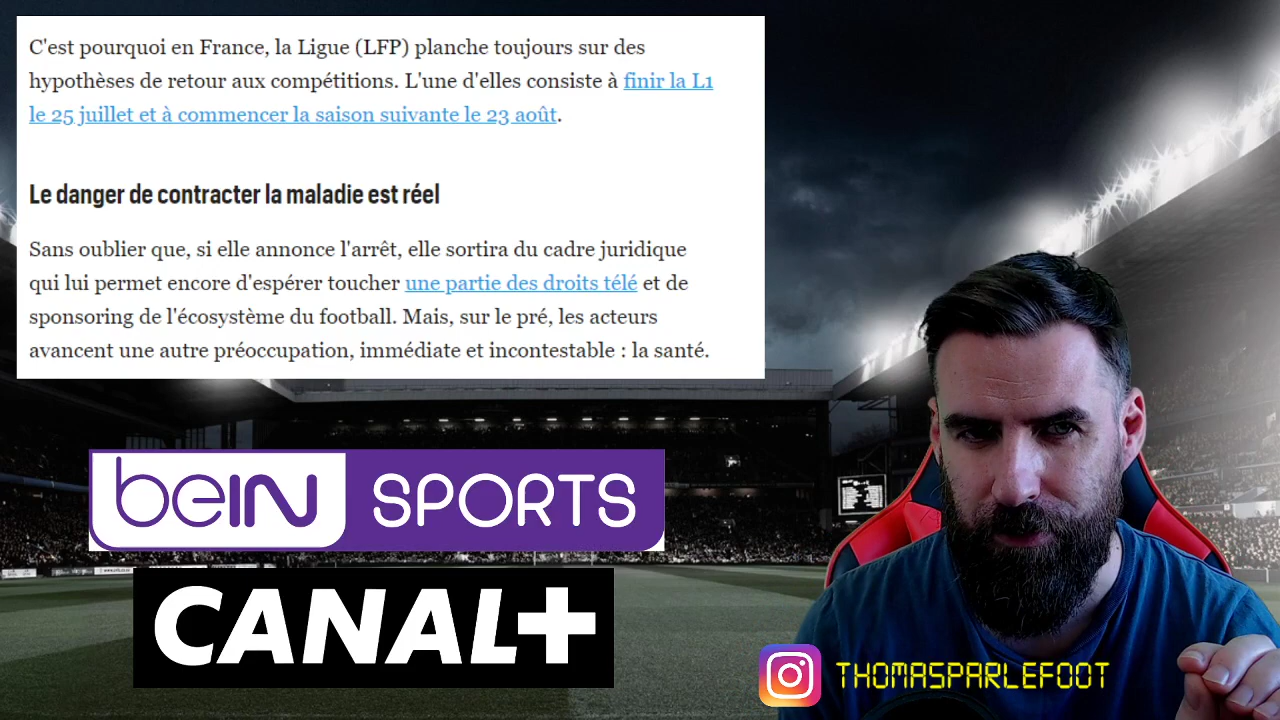 C'est pourquoi en France, la Ligue (LFP) planche toujours sur des
hypothèses de retour aux compétitions. L'une d'elles consiste à finir la L1
le 25 juillet et à commencer la saison suivante le 23 août.
Le danger de contracter la maladie est réel
Sans oublier que, si elle annonce l'arrêt, elle sortira du cadre juridique
qui lui permet encore d'espérer toucher une partie des droits télé et de
sponsoring de l'écosystème du football. Mais, sur le pré, les acteurs
avancent une autre préoccupation, immédiate et incontestable : la santé.
beIN SPORTS
CANAL+
THOMASPARLEFOOT